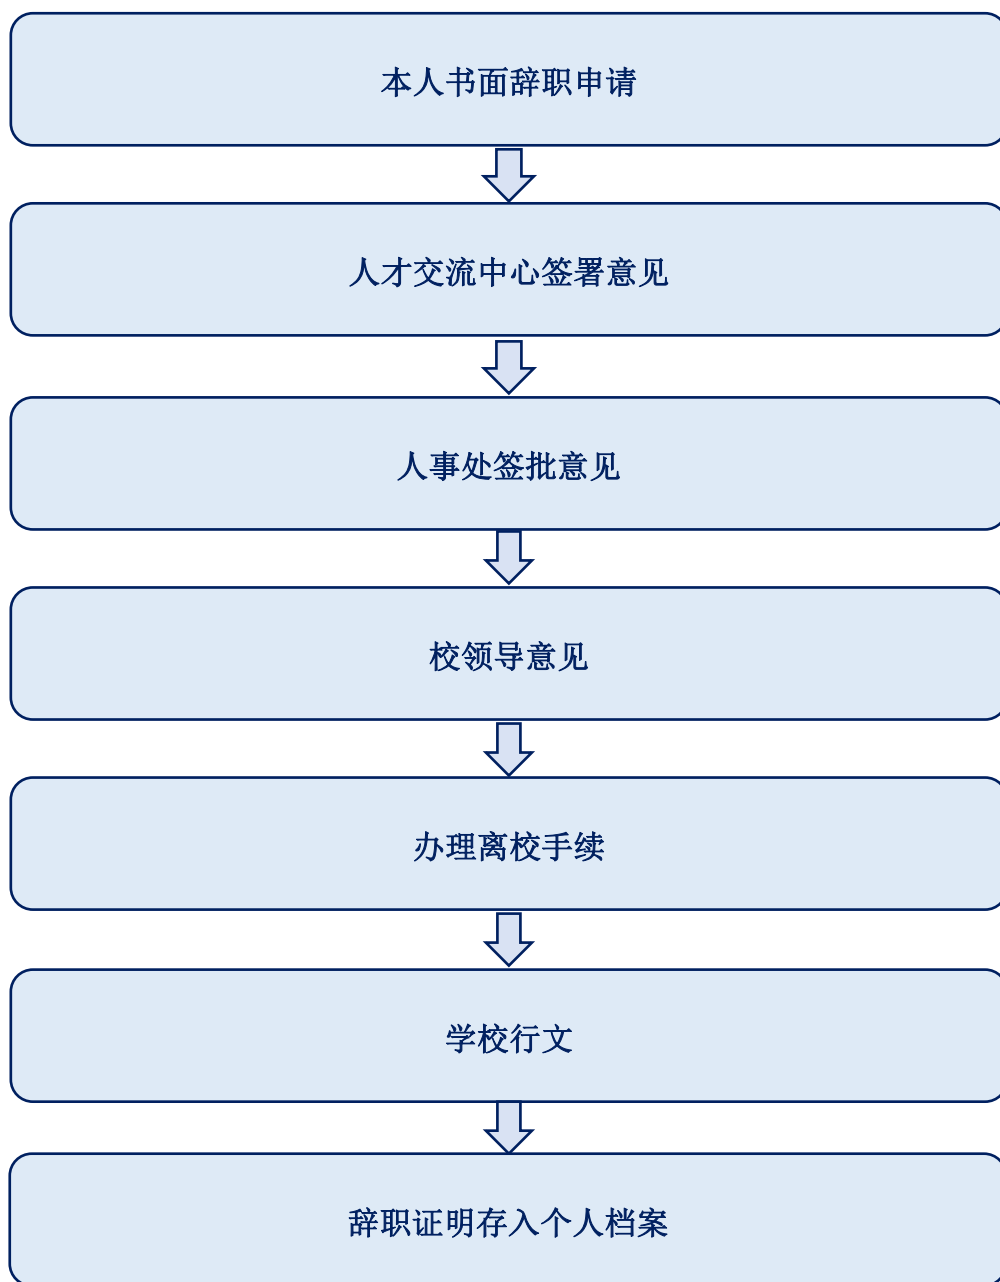 本人书面辞职申请
人才交流中心签署意见
人事处签批意见
校领导意见
办理离校手续
学校行文
辞职证明存入个人档案